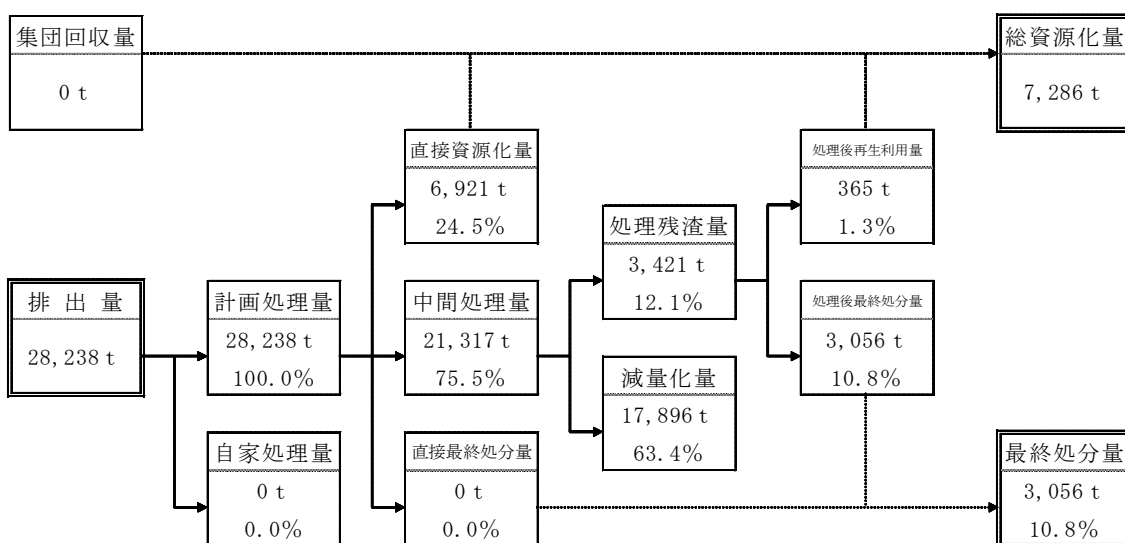 集団回収量
0 t
総資源化量
7,286 t
直接資源化量
6,921 t
24.5%
処理後再生利用量
365 t
1.3%
処理残渣量
3,421 t
12.1%
排 出 量
28,238 t
計画処理量
28,238 t
100.0%
中間処理量
21,317 t
75.5%
処理後最終処分量
3,056 t
10.8%
減量化量
17,896 t
63.4%
自家処理量
0 t
0.0%
直接最終処分量
0 t
0.0%
最終処分量
3,056 t
10.8%